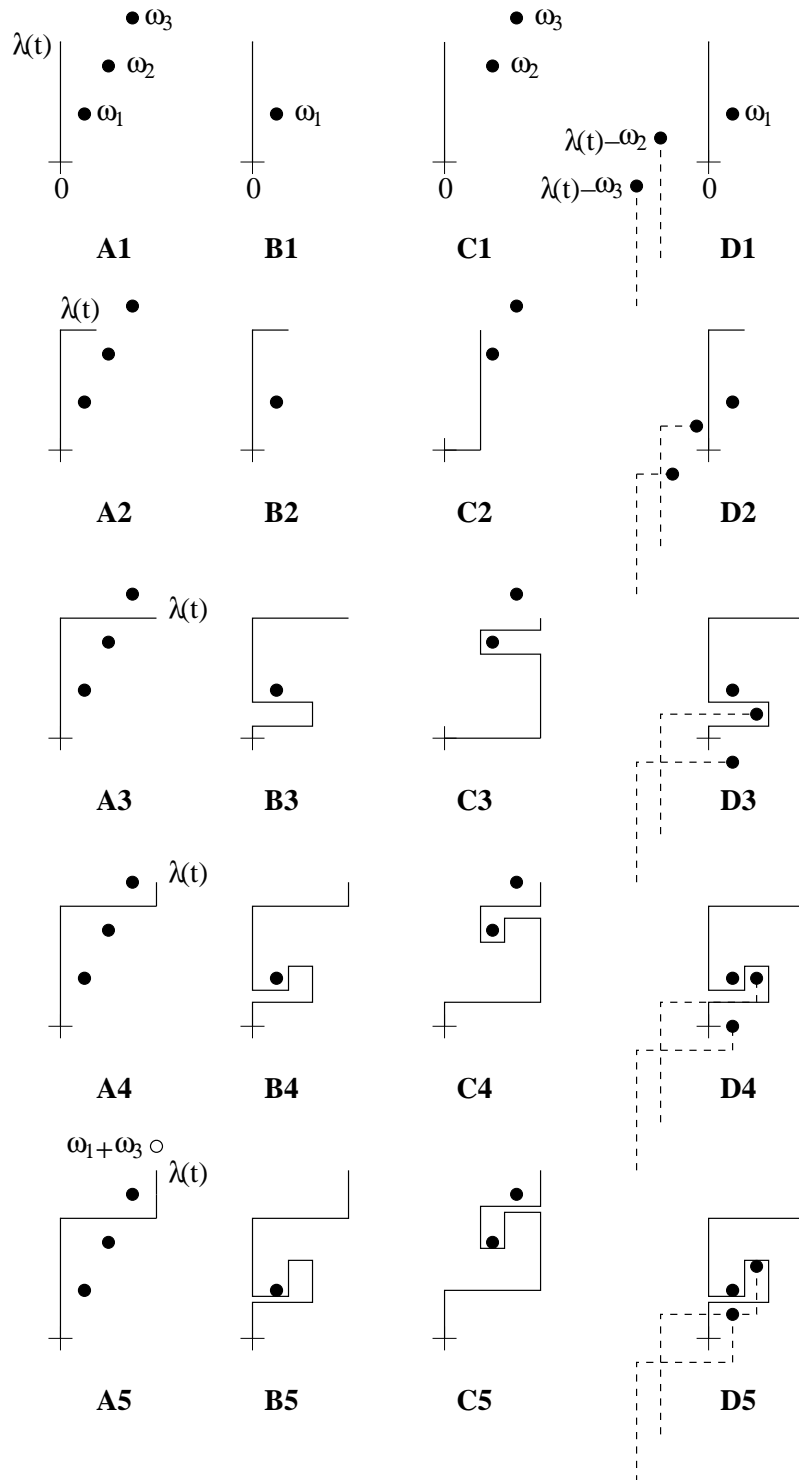 ω₃ ω₃
λ(t) ω₂ ω₂
ω₁ ω₁ ω₁
λ(t)−ω₂
0 0 0 λ(t)−ω₃ 0
A1 B1 C1 D1
λ(t)
A2 B2 C2 D2
λ(t)
A3 B3 C3 D3
λ(t)
A4 B4 C4 D4
ω₁+ω₃
λ(t)
A5 B5 C5 D5